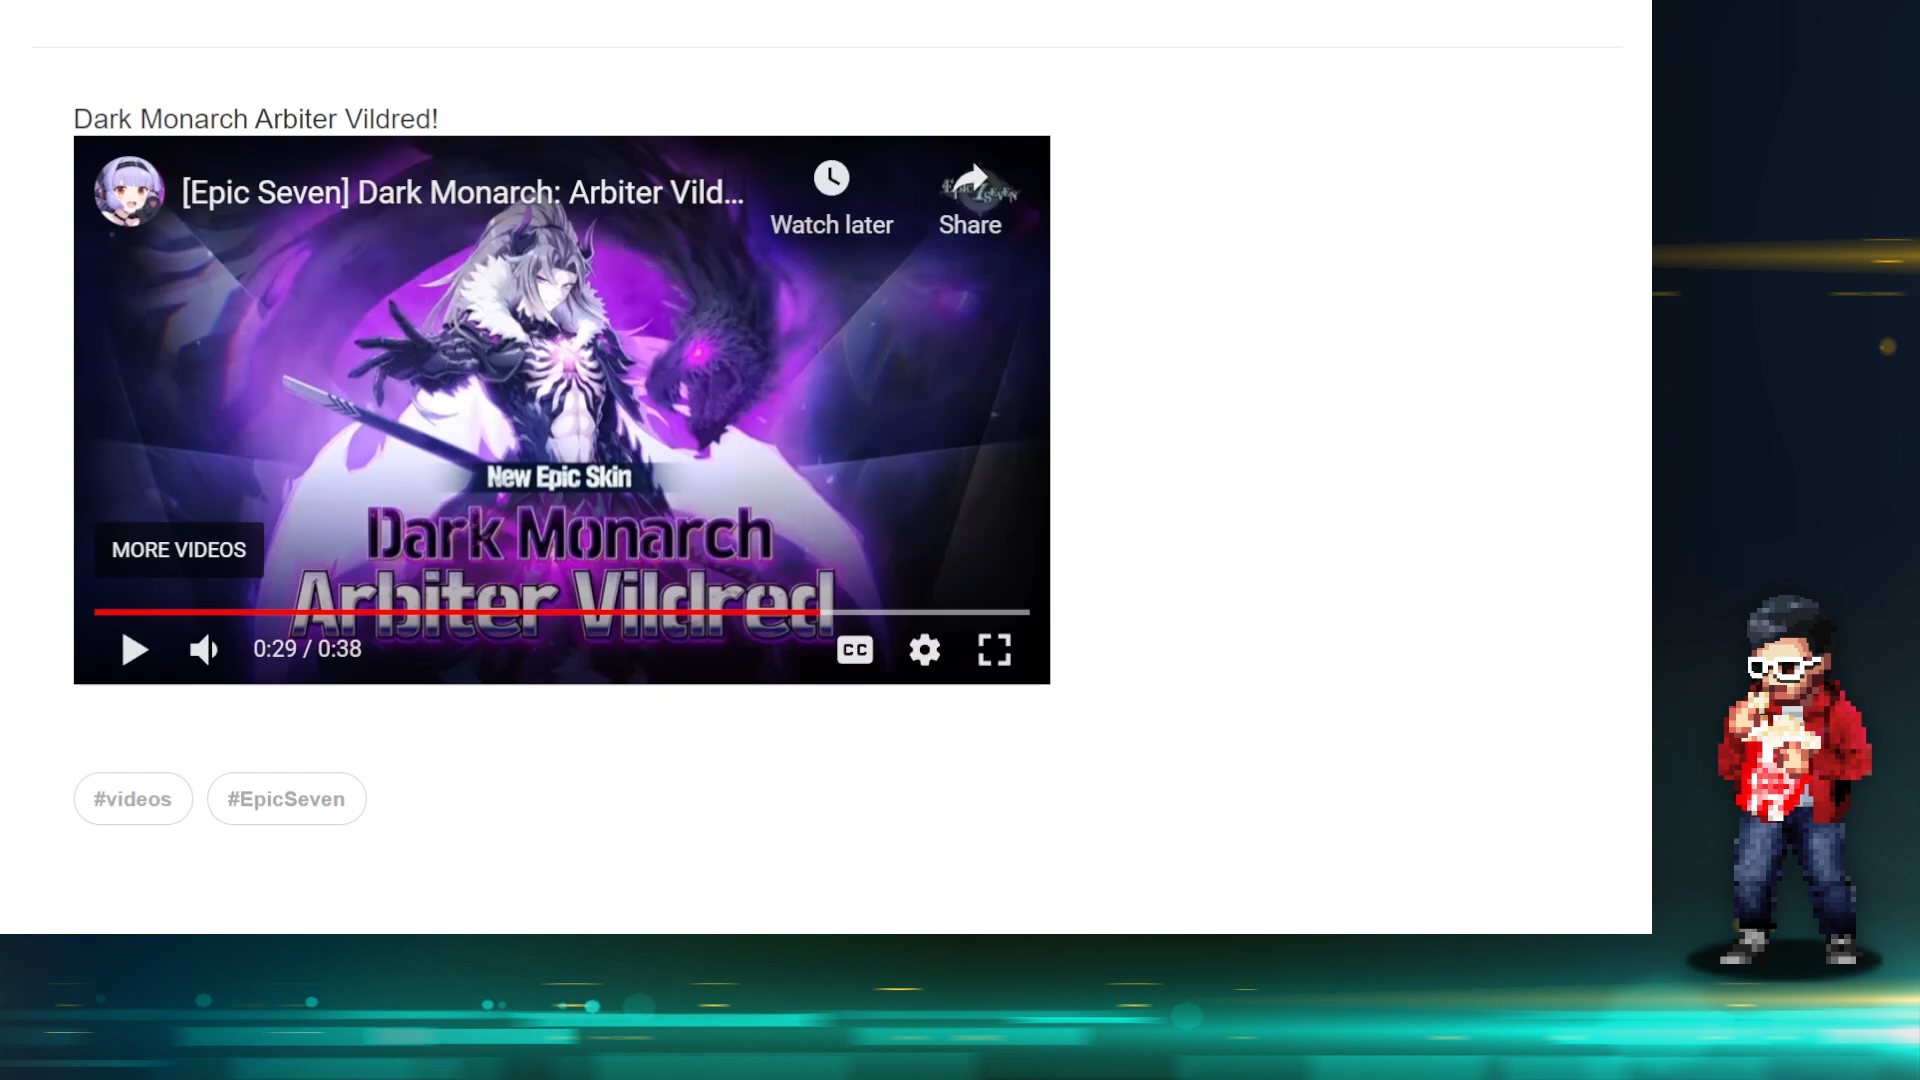 Dark Monarch Arbiter Vildred!
[Epic Seven] Dark Monarch: Arbiter Vild...
Watch later
Share
New Epic Skin
Dark Monarch
Arbiter Vildred
MORE VIDEOS
0:29 / 0:38
CC
#videos
#EpicSeven